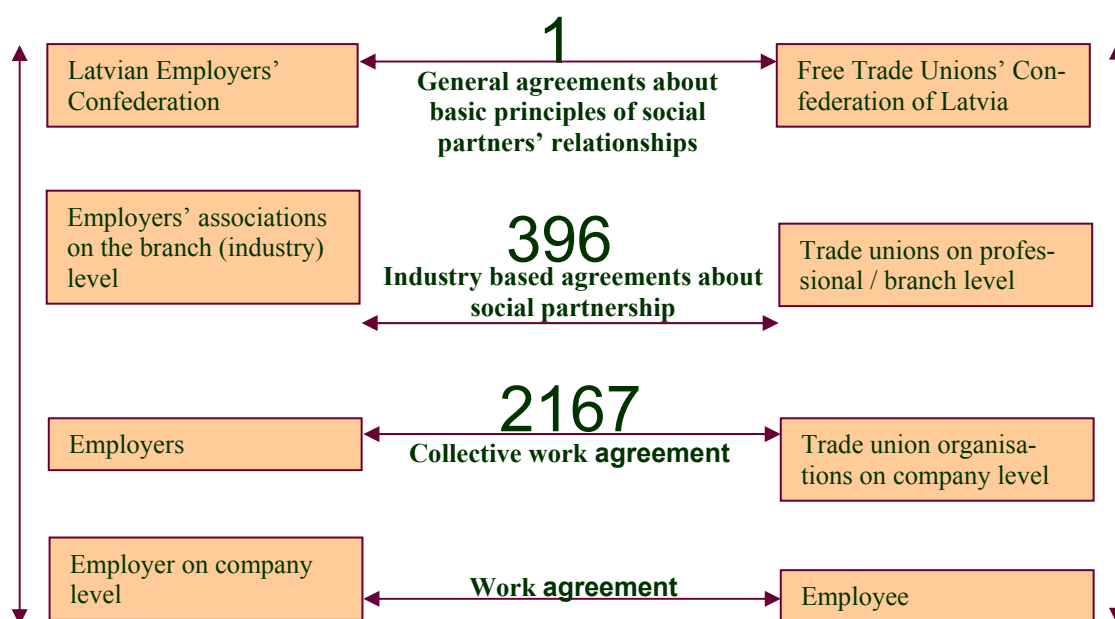 1
Latvian Employers’
Confederation
General agreements about
basic principles of social
partners’ relationships
Free Trade Unions’ Con-
federation of Latvia
Employers’ associations
on the branch (industry)
level
396
Industry based agreements about
social partnership
Trade unions on profes-
sional / branch level
Employers
2167
Collective work agreement
Trade union organisa-
tions on company level
Employer on company
level
Work agreement
Employee